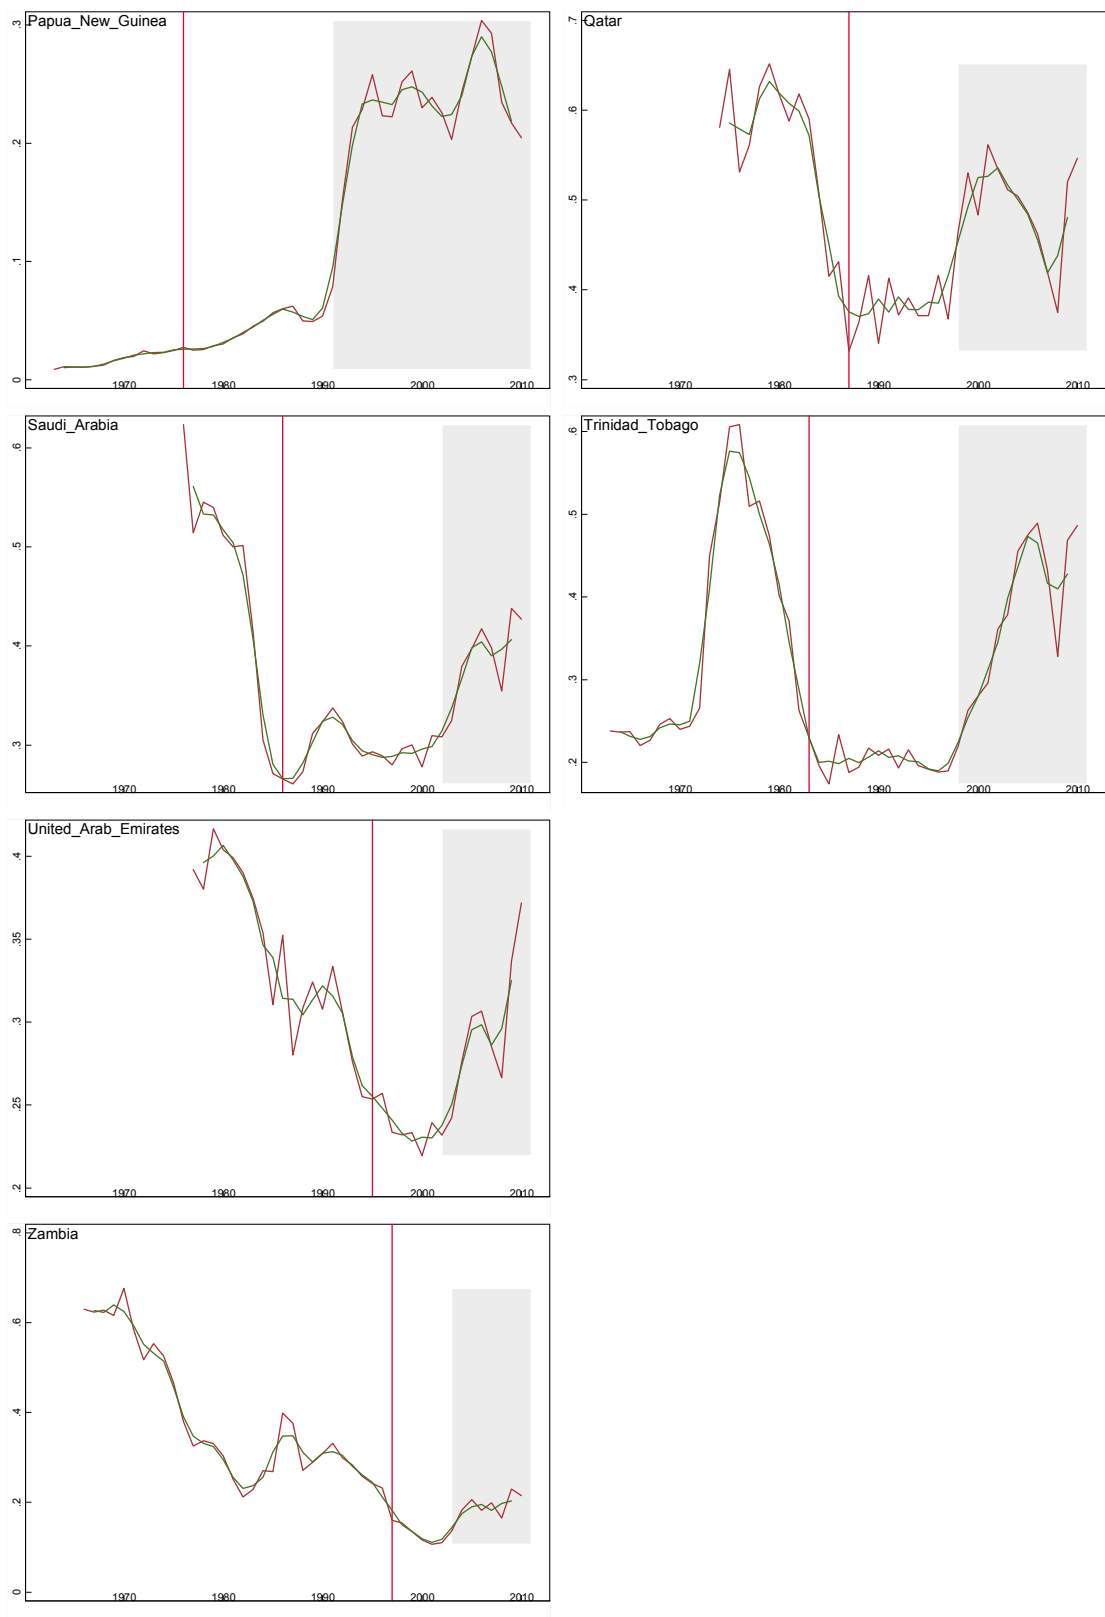 Papua_New_Guinea
.3
.2
.1
0
1970 1980 1990 2000 2010
Qatar
.7
.6
.5
.4
.3
1970 1980 1990 2000 2010
Saudi_Arabia
.6
.5
.4
.3
1970 1980 1990 2000 2010
Trinidad_Tobago
.6
.5
.4
.3
.2
1970 1980 1990 2000 2010
United_Arab_Emirates
.4
.35
.3
.25
.2
1970 1980 1990 2000 2010
Zambia
.8
.6
.4
.2
0
1970 1980 1990 2000 2010